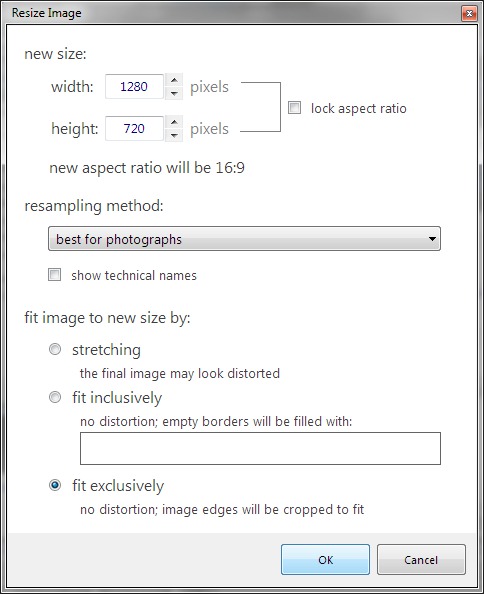 Resize Image
new size:
width: 1280 pixels
lock aspect ratio
height: 720 pixels
new aspect ratio will be 16:9
resampling method:
best for photographs
show technical names
fit image to new size by:
stretching
the final image may look distorted
fit inclusively
no distortion; empty borders will be filled with:
fit exclusively
no distortion; image edges will be cropped to fit
OK Cancel